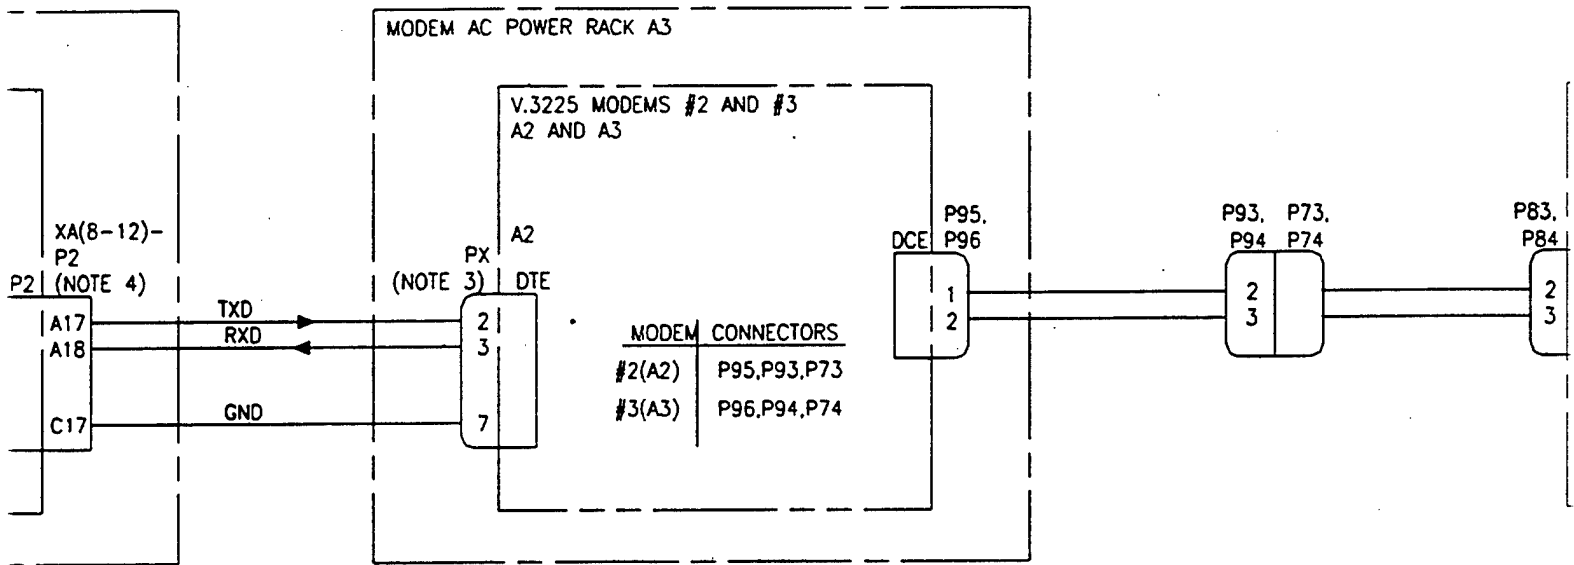 MODEM AC POWER RACK A3
V.3225 MODEMS #2 AND #3
A2 AND A3
XA(8-12)-
P2
P2 (NOTE 4)
A17
A18
C17
TXD
RXD
GND
PX
(NOTE 3)
A2
DTE
2
3
7
MODEM CONNECTORS
#2(A2) P95,P93,P73
#3(A3) P96,P94,P74
DCE
P95,
P96
1
2
P93, P73,
P94 P74
2
3
P83,
P84
2
3